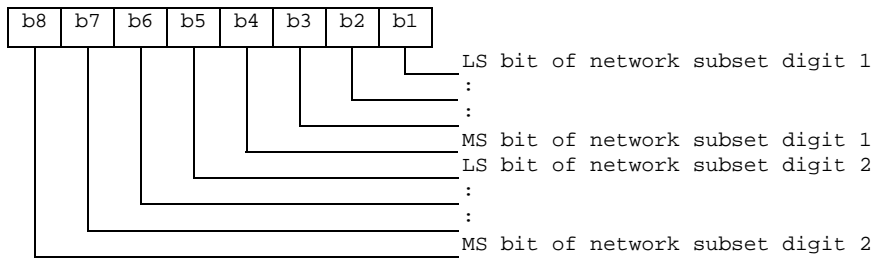 b8 b7 b6 b5 b4 b3 b2 b1
LS bit of network subset digit 1
:
:
MS bit of network subset digit 1
LS bit of network subset digit 2
:
:
MS bit of network subset digit 2